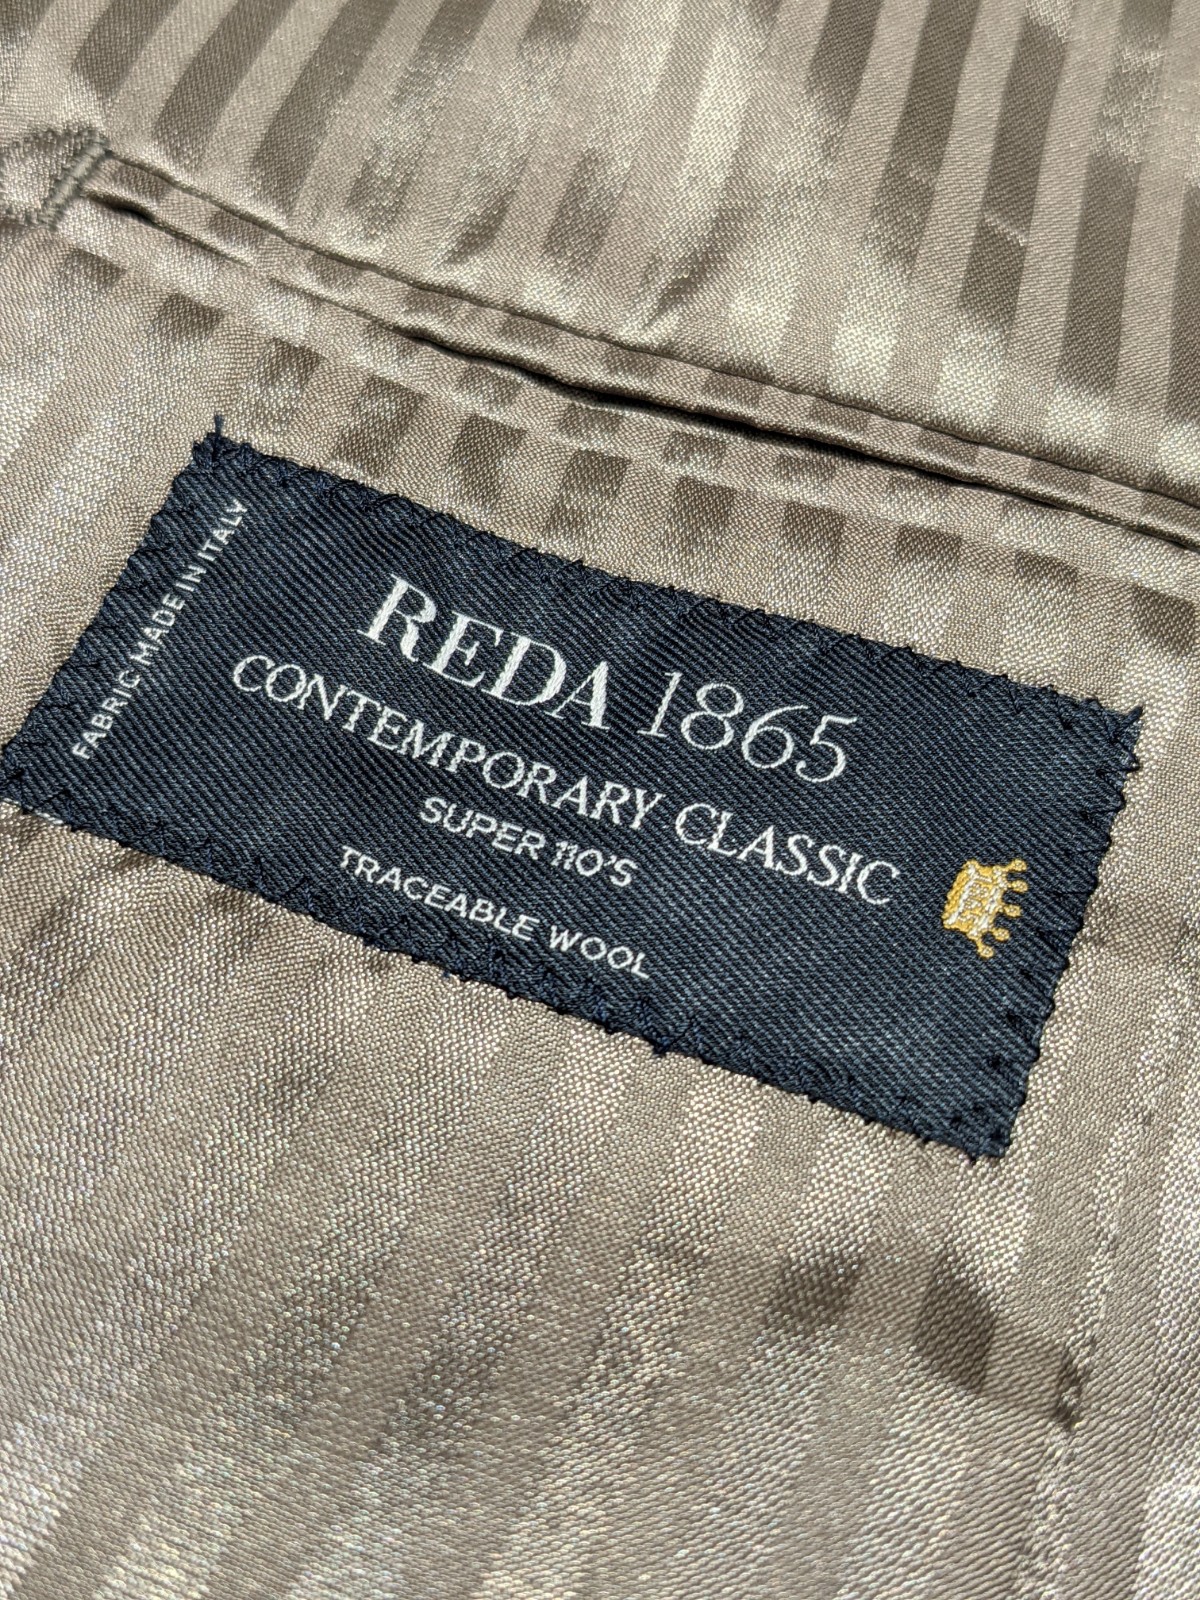 FABRIC MADE IN ITALY
REDA 1865
CONTEMPORARY CLASSIC
SUPER 110'S
TRACEABLE WOOL